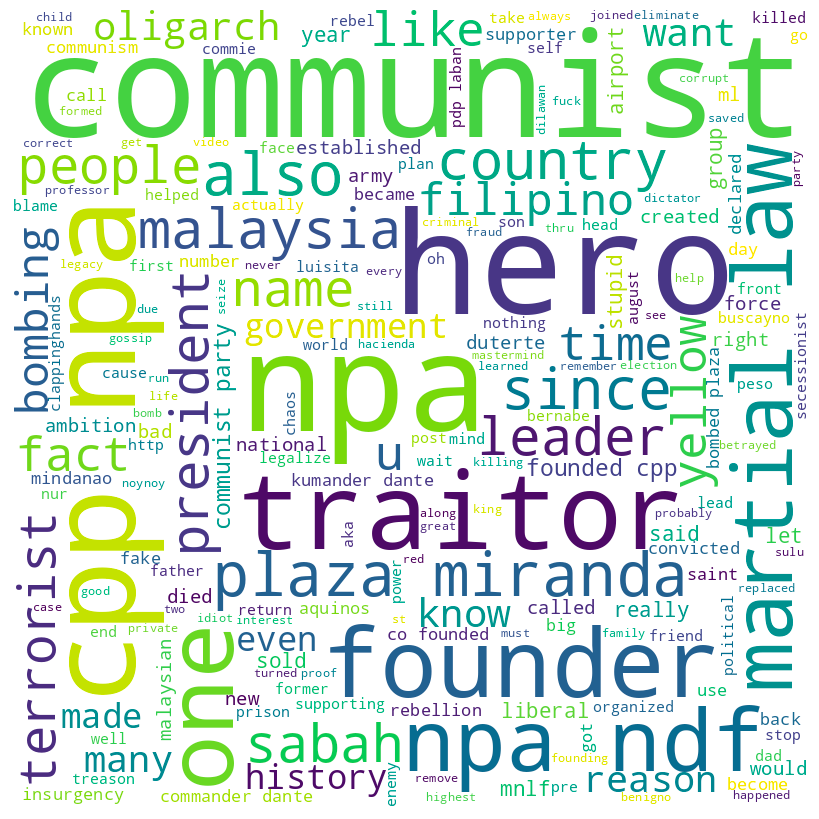 child
rebel
take
always
joined
eliminate
killed
known
oligarch
year
like
supporter
want
go
communism
commie
self
airport
communist
call
formed
pdp laban
fuck
dilawan
corrupt
ml
correct
get
video
face
established
saved
people
also
country
group
party
professor
plan
declared
blame
helped
army
filipino
became
son
head
created
dictator
actually
thru
npa
malaysia
hero
martial law
criminal
fraud
day
legacy
first
number
luisita
never
every
oh
stupid
august
see
help
front
force
bombing
clappinghands
due
president
name
seize
still
nothing
secessionist
gossip
government
world
hacienda
duterte
time
yellow
buscayno
right
cause
run
npa
mastermind
learned
remember
election
peso
life
chaos
since
ambition
bomb
communist party
bernabe
bombed plaza
bad
national
post
mind
leader
betrayed
fact
http
u
legalize
wait
killing
founded cpp
lead
mindanao
noynoy
kumander dante
king
nur
cpp
aka
traitor
along
great
probably
said
let
terrorist
fake
red
convicted
sulu
father
plaza miranda
saint
case
good
died
power
replaced
two
return
aquinos
know
called
really
end
private
idiot
interest
st
must
big
family
friend
political
one
even
co founded
founder
malaysian
sold
turned
proof
former
new
supporting
use
made
prison
rebellion
liberal
organized
back
well
sabah
npa ndf
got
stop
many
treason
history
enemy
founding
dad
would
reason
insurgency
commander dante
remove
highest
mnlf
pre
benigno
become
happened